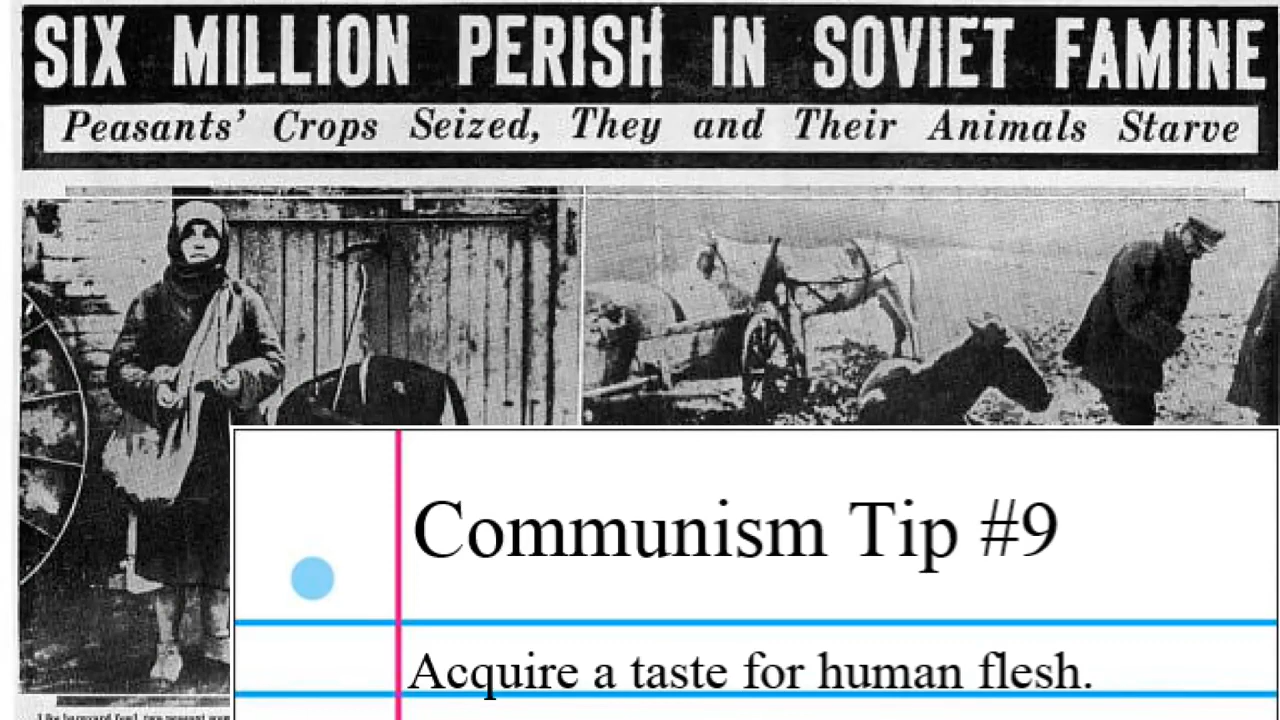 SIX MILLION PERISH IN SOVIET FAMINE
Peasants' Crops Seized, They and Their Animals Starve
Communism Tip #9
Acquire a taste for human flesh.